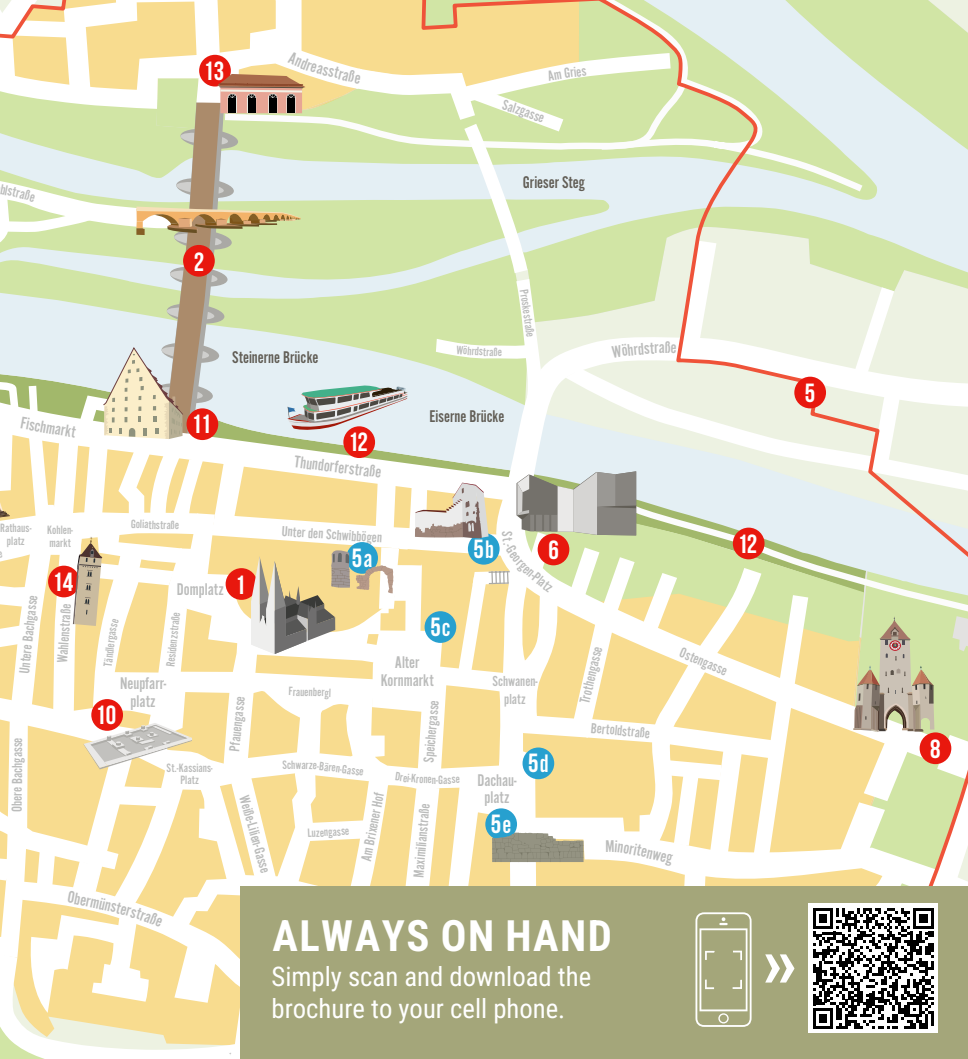 13
Andreasstraße
Am Gries
Salzgasse
Grieser Steg
blstraße
2
Proskestraße
Steinerne Brücke
Wöhrdstraße
Wöhrdstraße
5
Eiserne Brücke
11
12
Fischmarkt
Thundorferstraße
Rathaus-
platz
Kohlen-
markt
Goliathstraße
Unter den Schwibbögen
5a
5b
St.-Georgen-Platz
6
12
14
Domplatz
1
5c
Untere Bachgasse
Wahlenstraße
Tändlergasse
Residenzstraße
Alter
Kornmarkt
Schwanen-
platz
Trothengasse
Ostengasse
Neupfarr-
platz
Frauenbergl
10
Pfauengasse
Speichergasse
Bertoldstraße
8
Obere Bachgasse
St.-Kassians-
Platz
Schwarze-Bären-Gasse
Drei-Kronen-Gasse
Dachau-
platz
5d
Weiße-Lilien-Gasse
Luzengasse
Am Brixener Hof
Maximilianstraße
5e
Minoritenweg
Obermünsterstraße
ALWAYS ON HAND
Simply scan and download the
brochure to your cell phone.